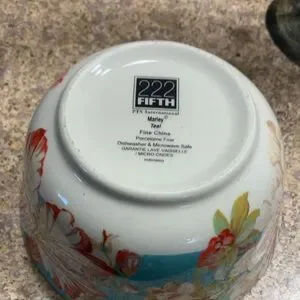 222
FIFTH
PTS International
Marley©
Teal
Fine China
Porcelaine Fine
Dishwasher & Microwave Safe
GARANTIE LAVE-VAISSELLE
/ MICRO-ONDES